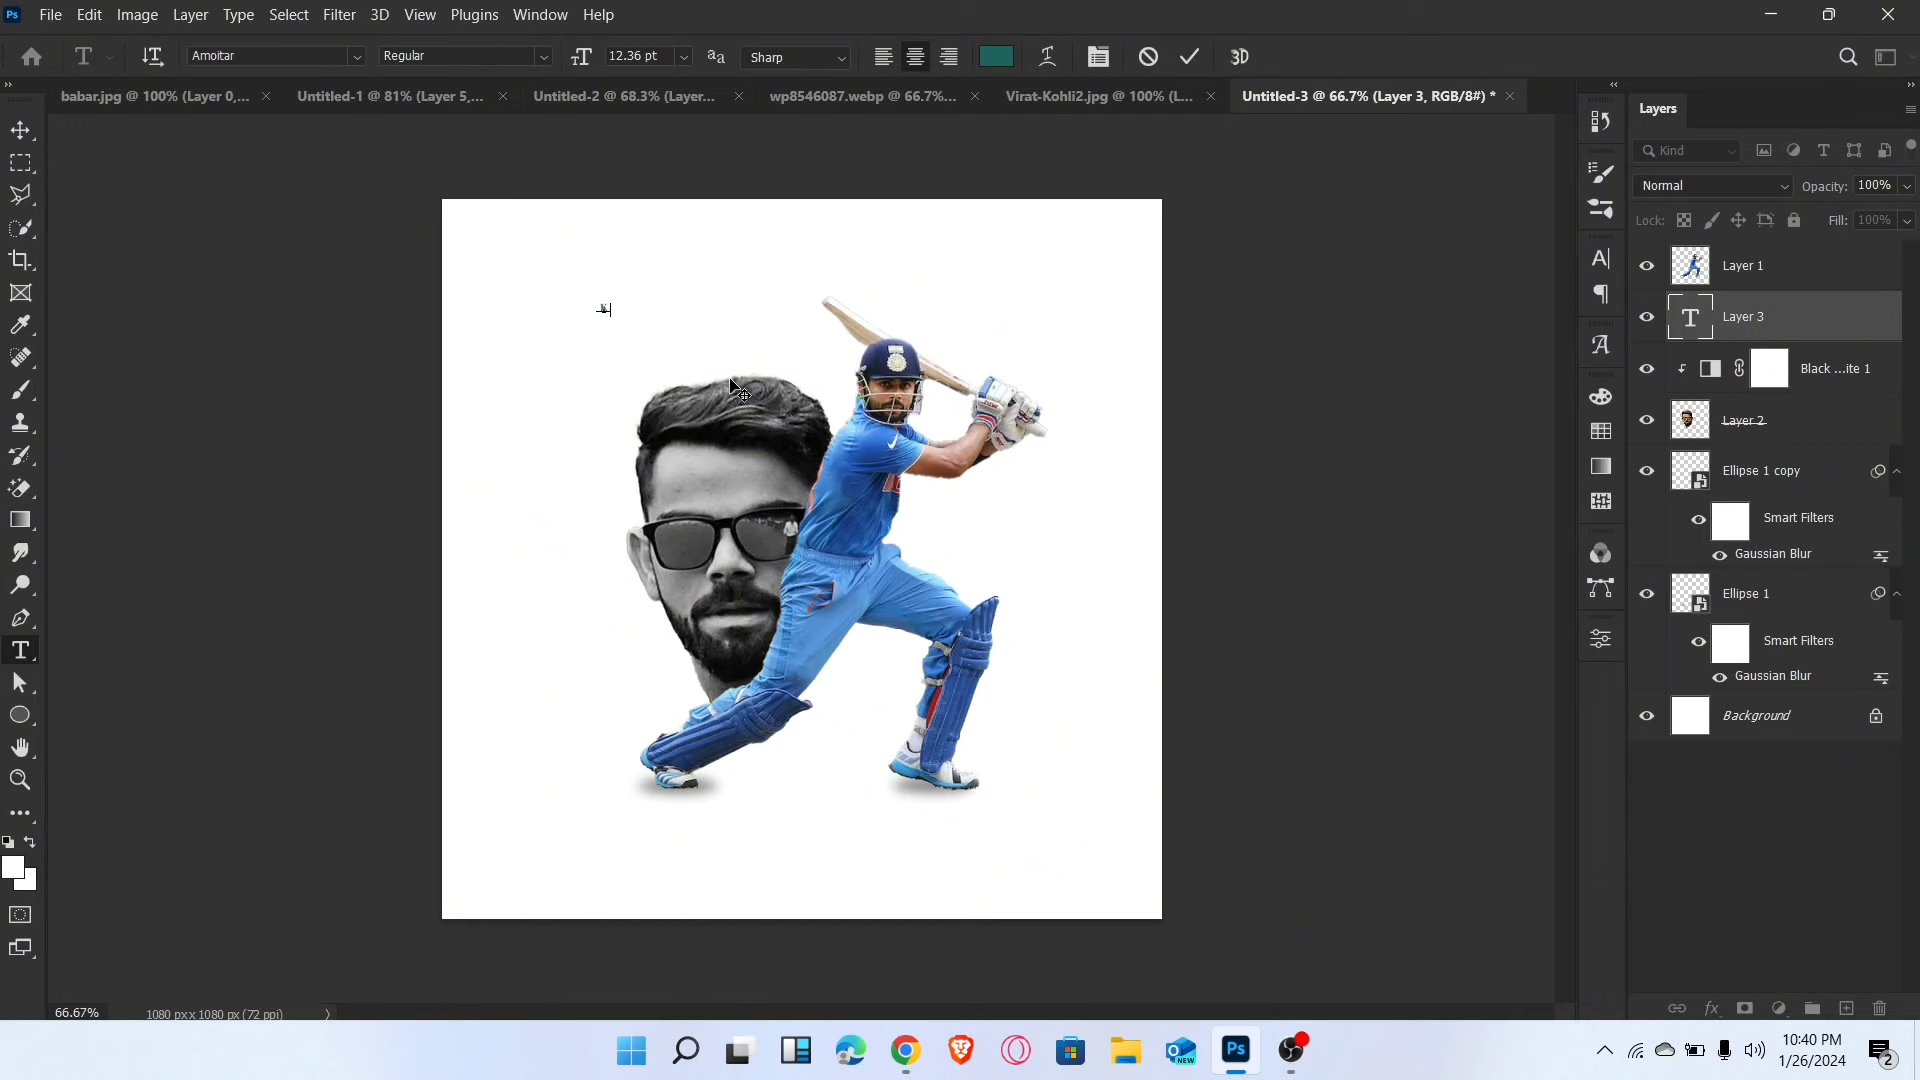 Ps File Edit Image Layer Type Select Filter 3D View Plugins Window Help
T Amoitar Regular 12.36 pt Sharp 3D
babar.jpg @ 100% (Layer 0,... Untitled-1 @ 81% (Layer 5,... Untitled-2 @ 68.3% (Layer... wp8546087.webp @ 66.7%... Virat-Kohli2.jpg @ 100% (L... Untitled-3 @ 66.7% (Layer 3, RGB/8#) *
Layers
Kind
Normal Opacity: 100%
Lock: Fill: 100%
Layer 1
Layer 3
Black ...ite 1
Layer 2
Ellipse 1 copy
Smart Filters
Gaussian Blur
Ellipse 1
Smart Filters
Gaussian Blur
Background
66.67% 1080 px x 1080 px (72 ppi)
Ps
NEW
10:40 PM
1/26/2024
2